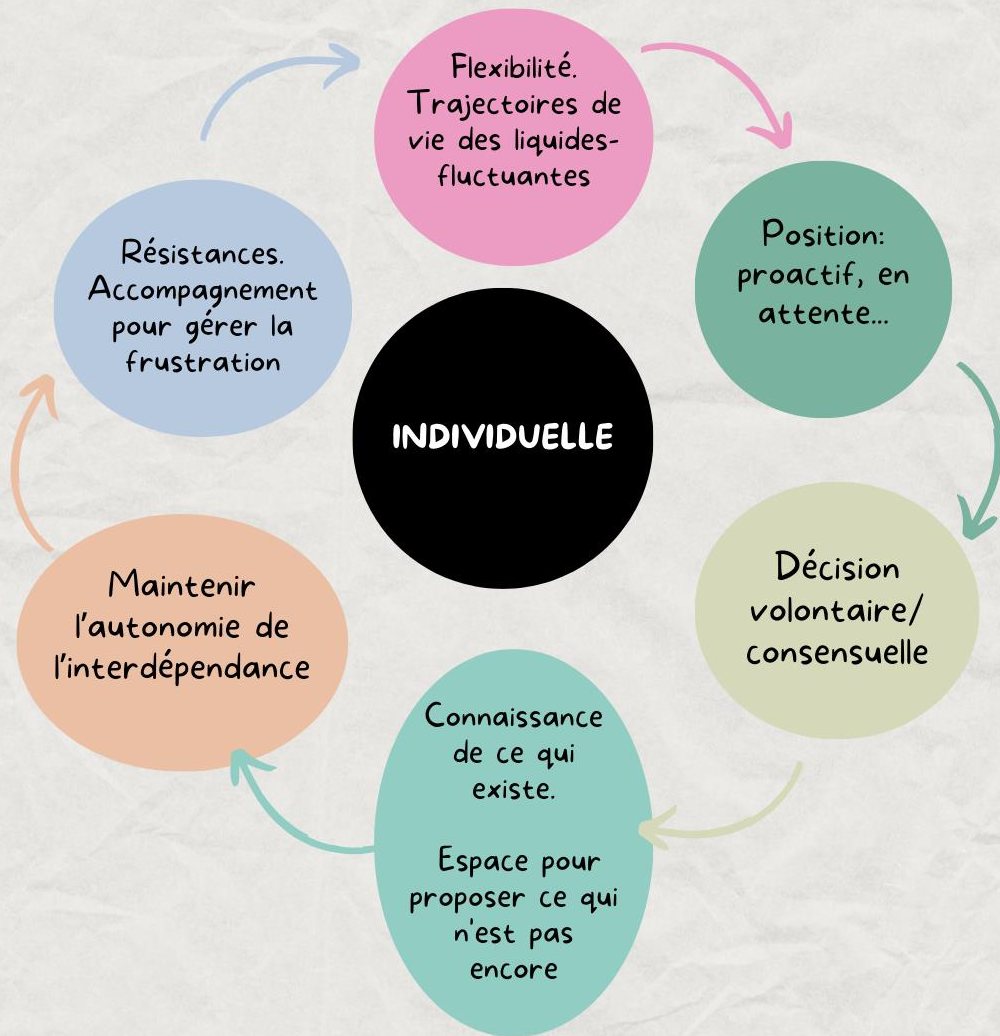 Flexibilité.
Trajectoires de
vie des liquides-
fluctuantes
Position:
proactif, en
attente...
Décision
volontaire/
consensuelle
Connaissance
de ce qui
existe.
Espace pour
proposer ce qui
n'est pas
encore
Maintenir
l'autonomie de
l'interdépendance
Résistances.
Accompagnement
pour gérer la
frustration
INDIVIDUELLE